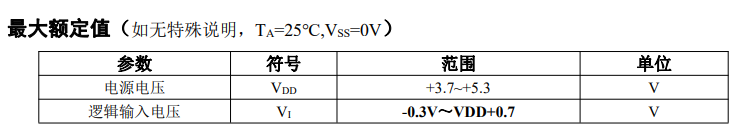 最大额定值（如无特殊说明，TA=25℃,VSS=0V）
参数 符号 范围 单位
电源电压 VDD +3.7~+5.3 V
逻辑输入电压 VI -0.3V～VDD+0.7 V